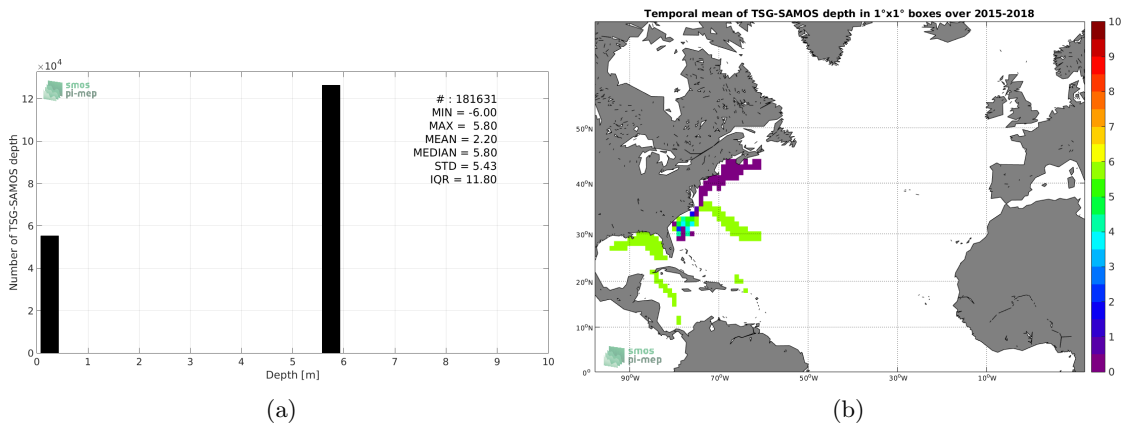 ×10⁴
smos
pi-mep
# : 181631
MIN = -6.00
MAX = 5.80
MEAN = 2.20
MEDIAN = 5.80
STD = 5.43
IQR = 11.80
Number of TSG-SAMOS depth
12
10
8
6
4
2
0
0 1 2 3 4 5 6 7 8 9 10
Depth [m]
(a)
Temporal mean of TSG-SAMOS depth in 1°x1° boxes over 2015-2018
50°N
40°N
30°N
20°N
10°N
0°
90°W 70°W 50°W 30°W 10°W
smos
pi-mep
10
9
8
7
6
5
4
3
2
1
0
(b)